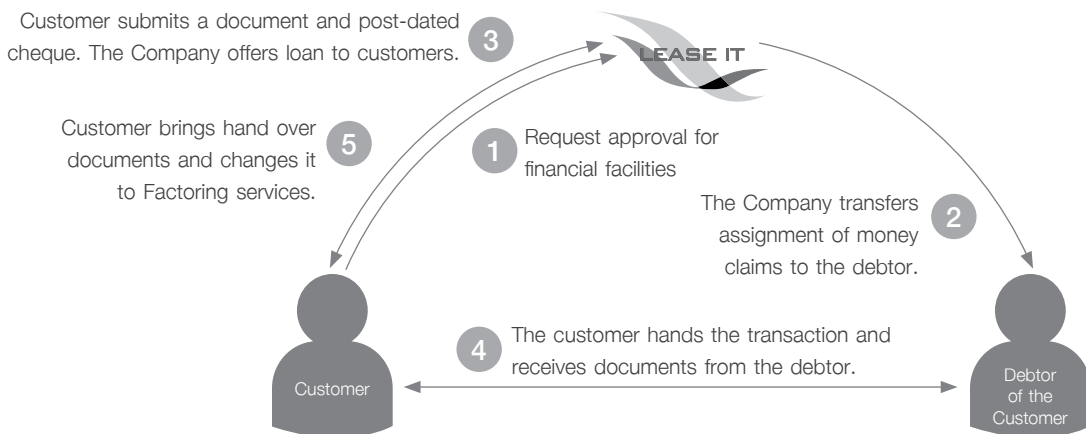 Customer submits a document and post-dated
cheque. The Company offers loan to customers.
3
LEASE IT
Customer brings hand over
documents and changes it
to Factoring services.
5
1
Request approval for
financial facilities
The Company transfers
assignment of money
claims to the debtor.
2
4
The customer hands the transaction and
receives documents from the debtor.
Customer
Debtor
of the
Customer